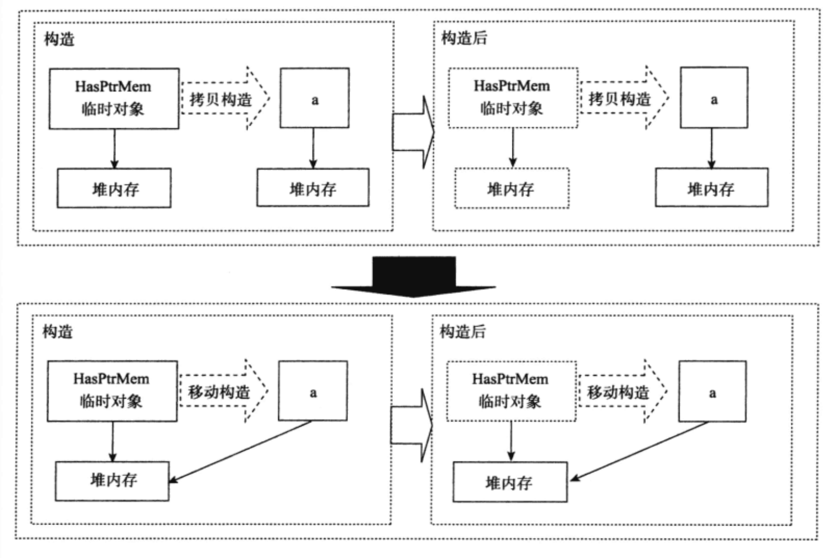 构造
HasPtrMem
临时对象
拷贝构造
a
堆内存
堆内存
构造后
HasPtrMem
临时对象
拷贝构造
a
堆内存
堆内存
构造
HasPtrMem
临时对象
移动构造
a
堆内存
构造后
HasPtrMem
临时对象
移动构造
a
堆内存